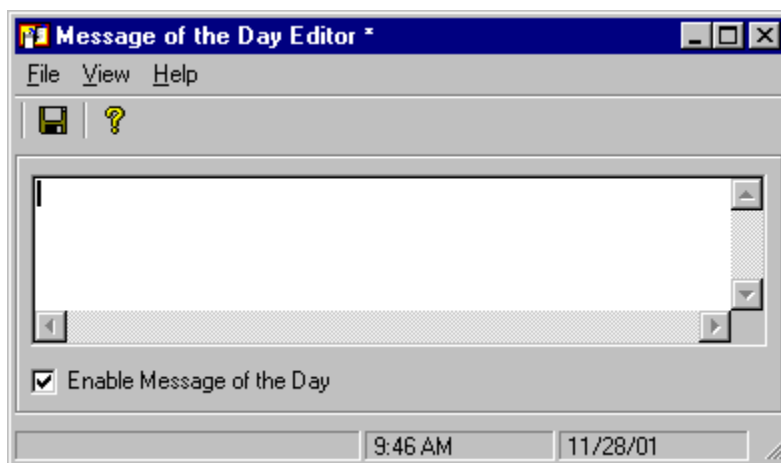 Message of the Day Editor *
File View Help
Enable Message of the Day
9:46 AM 11/28/01